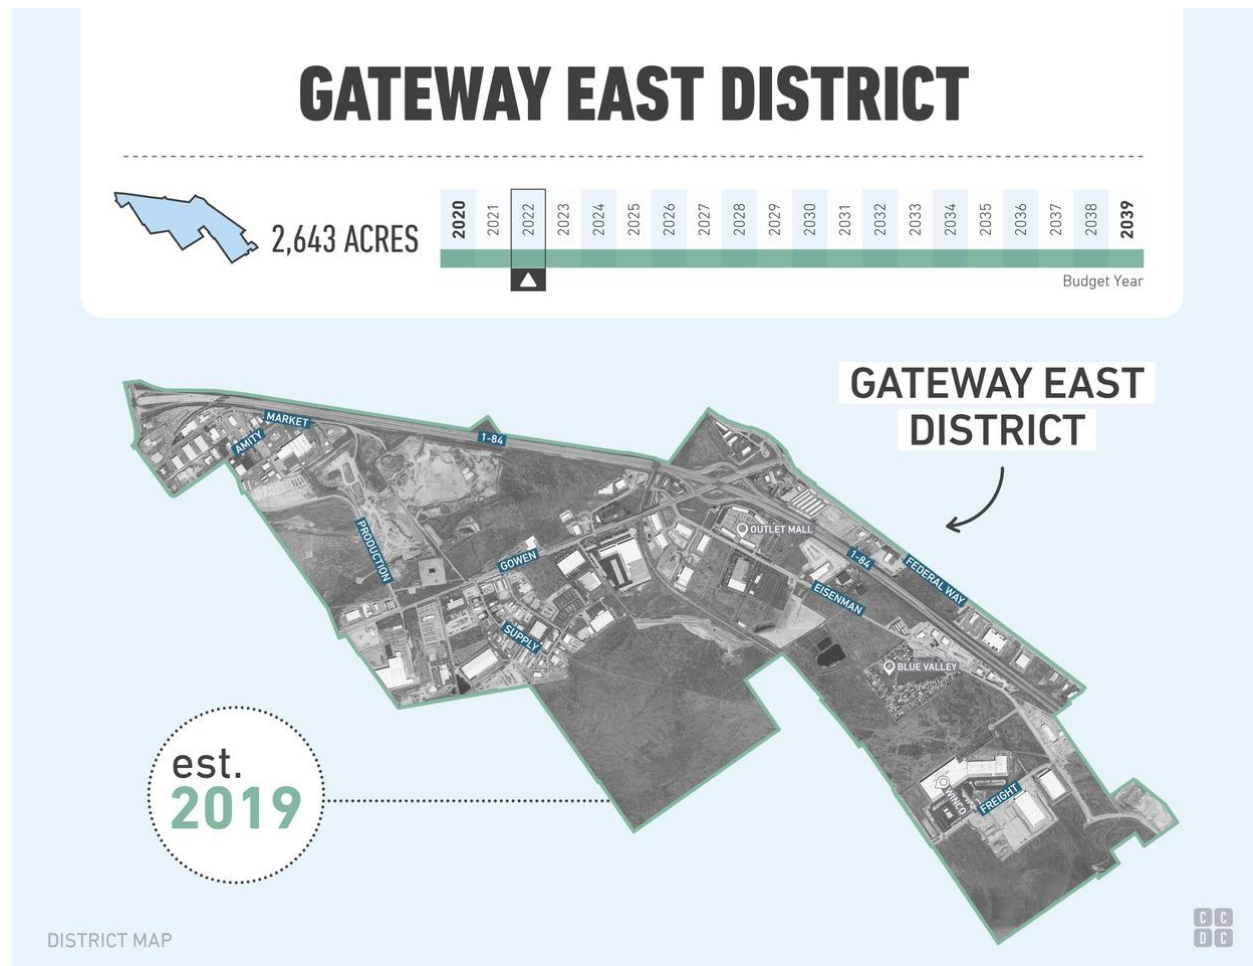 GATEWAY EAST DISTRICT
2,643 ACRES
2020 2021 2022 2023 2024 2025 2026 2027 2028 2029 2030 2031 2032 2033 2034 2035 2036 2037 2038 2039
Budget Year
GATEWAY EAST
DISTRICT
MARKET
AMITY
1-84
PRODUCTION
GOWEN
SUPPLY
OUTLET MALL
1-84
FEDERAL WAY
EISENMAN
BLUE VALLEY
WINCO
FREIGHT
est.
2019
DISTRICT MAP
C C
D C